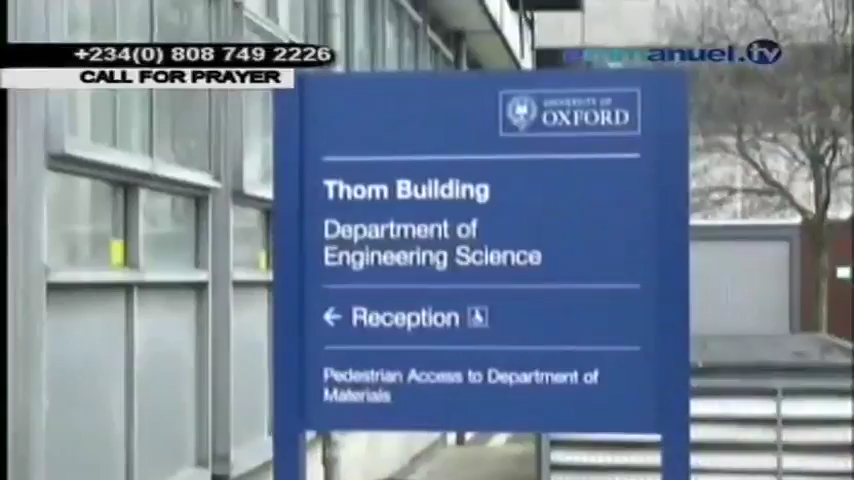 +234(0) 808 749 2226
CALL FOR PRAYER
emmanuel.tv
UNIVERSITY OF
OXFORD
Thom Building
Department of
Engineering Science
← Reception
Pedestrian Access to Department of
Materials